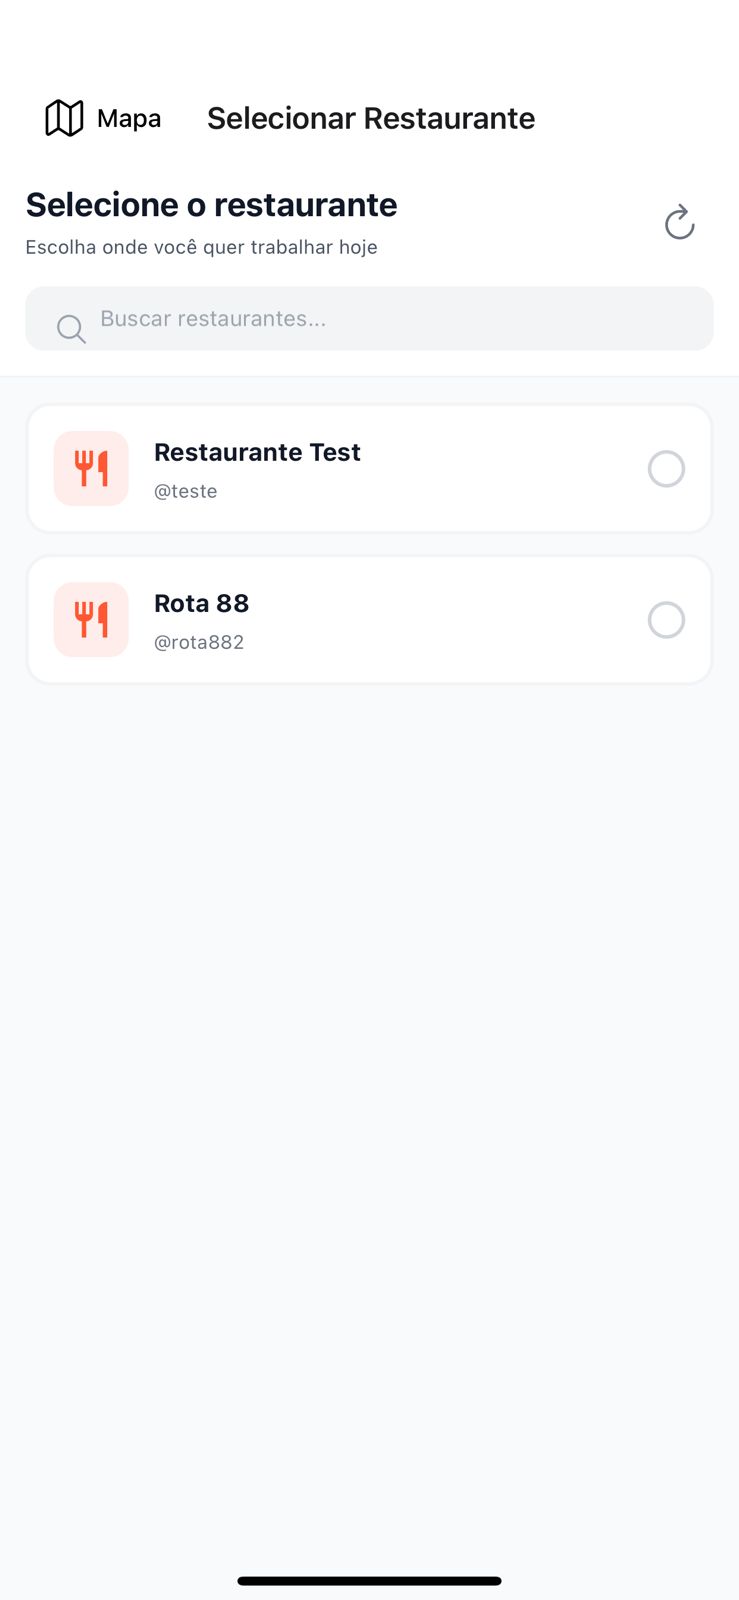 Mapa
Selecionar Restaurante
Selecione o restaurante
Escolha onde você quer trabalhar hoje
Buscar restaurantes...
Restaurante Test
@teste
Rota 88
@rota882